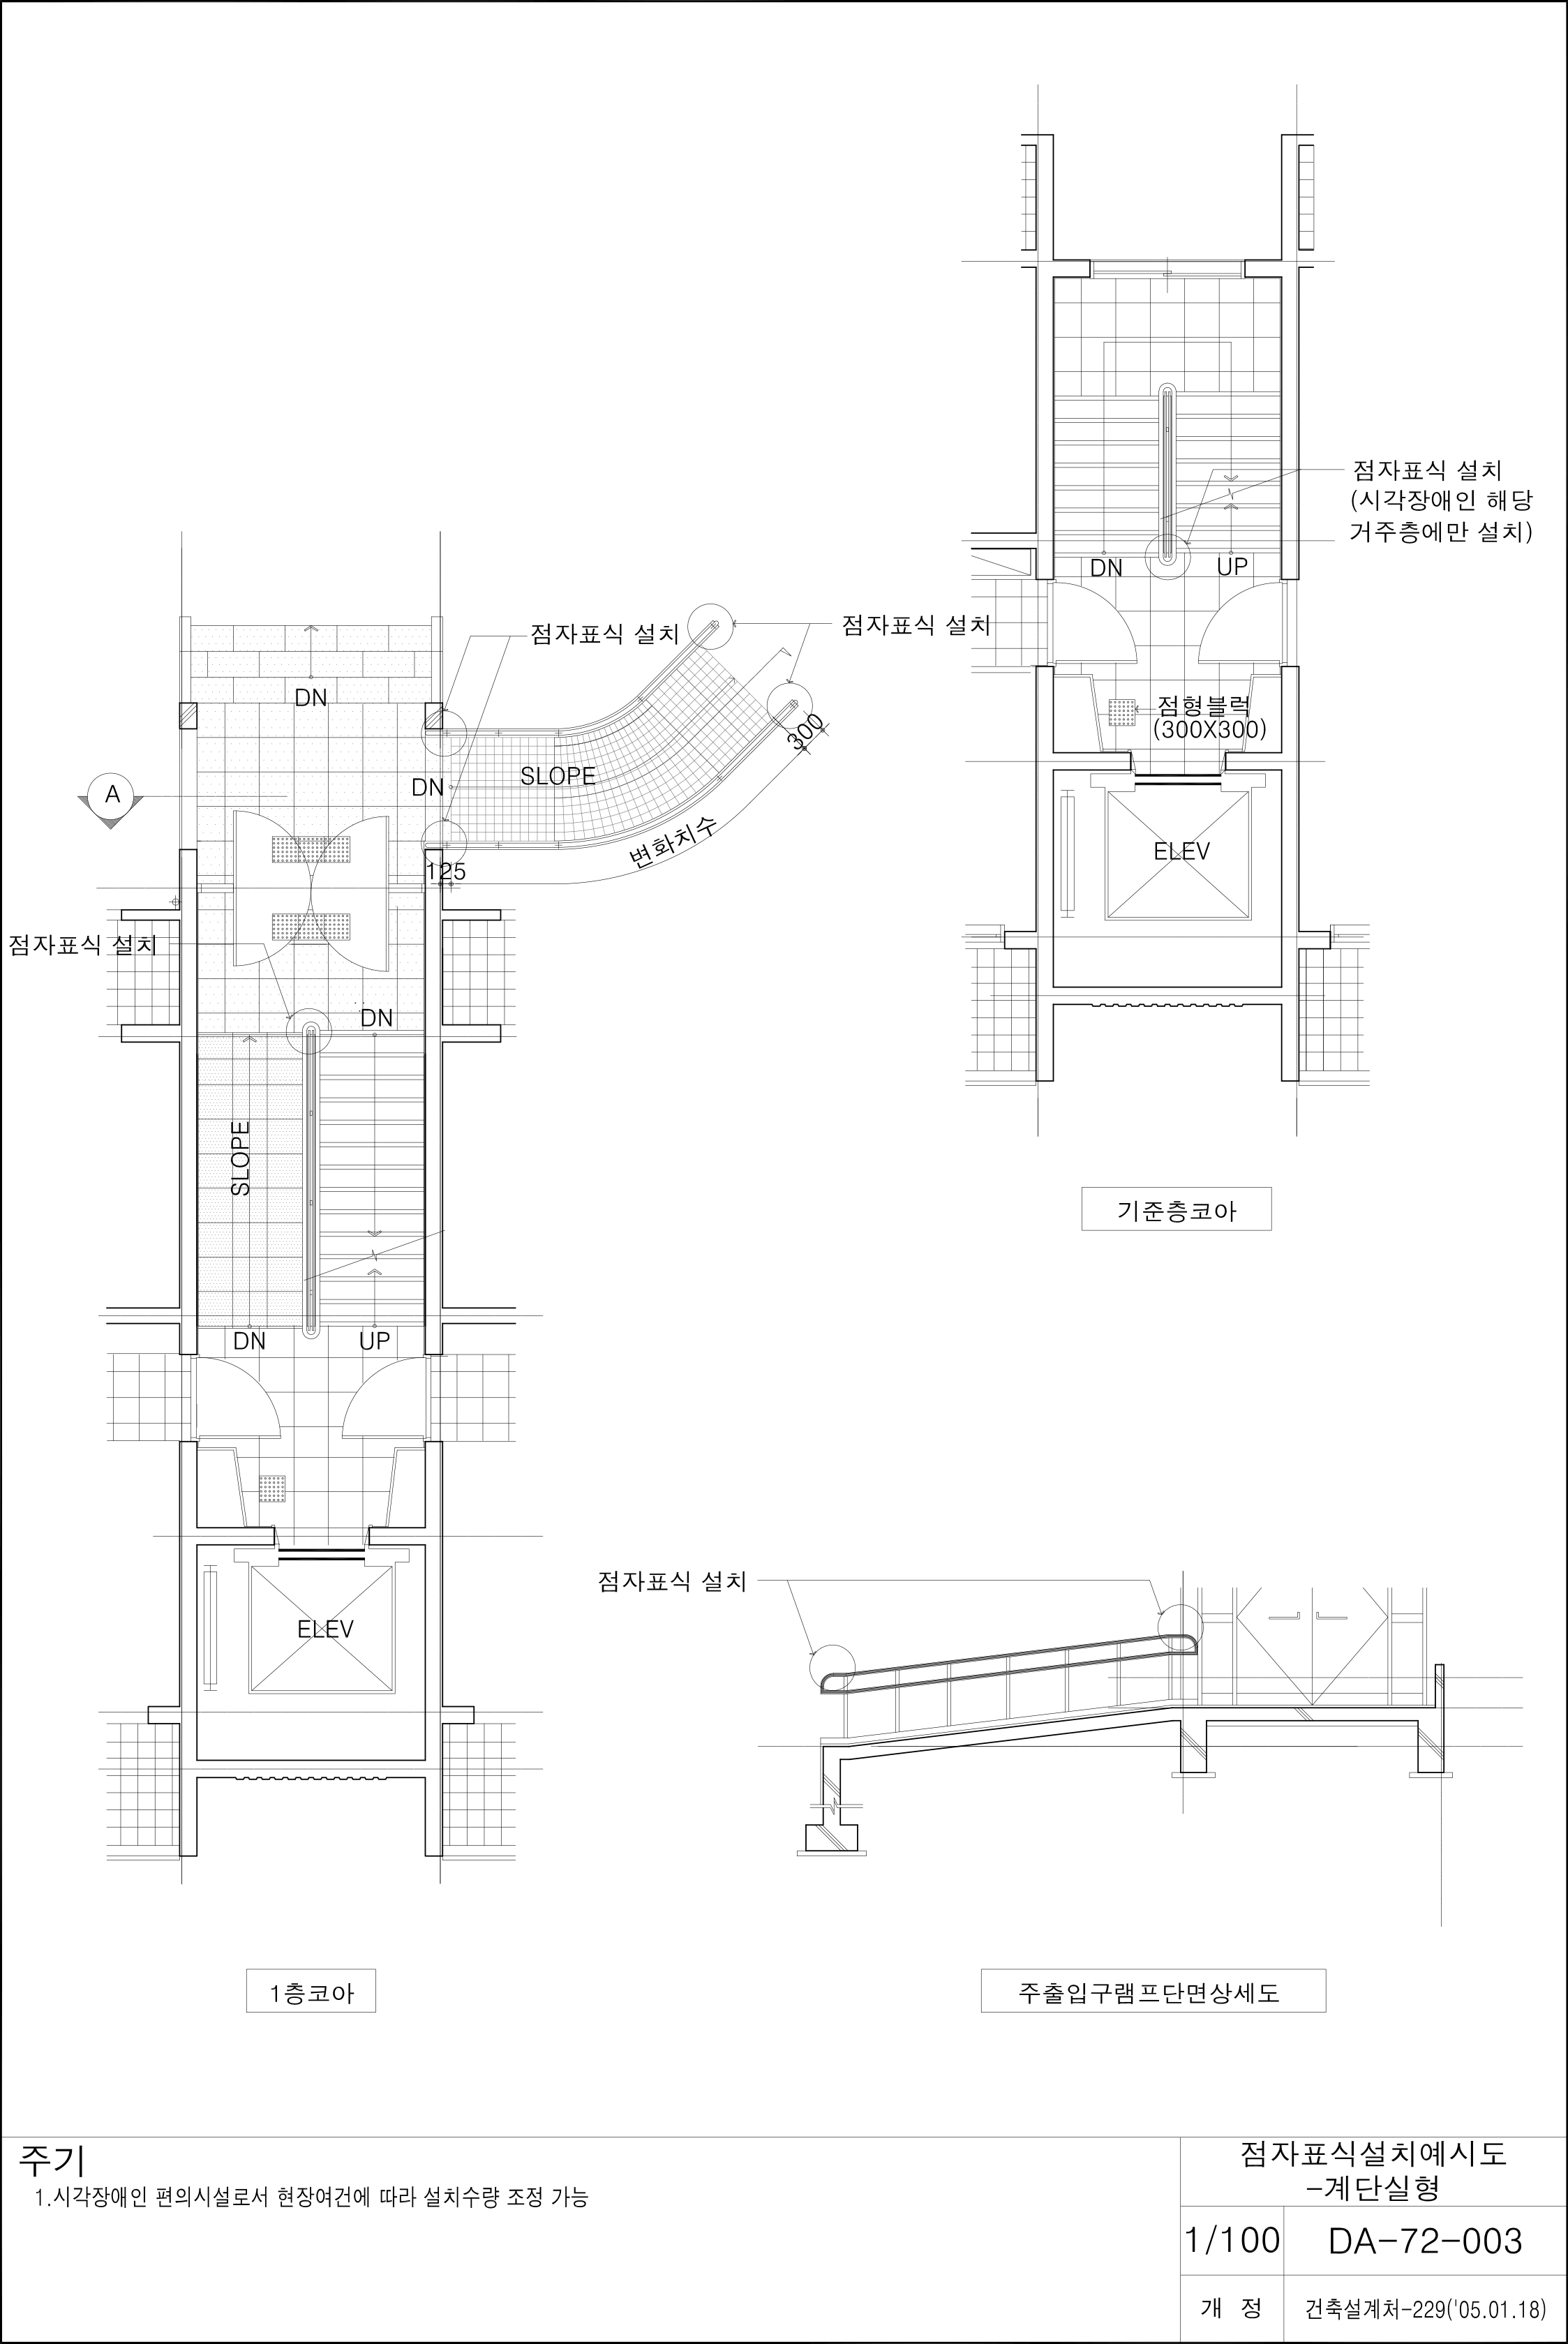 점자표식 설치
(시각장애인 해당
거주층에만 설치)
DN
UP
점형블럭
(300X300)
ELEV
기준층코아
점자표식 설치
점자표식 설치
DN
DN
SLOPE
300
변화치수
125
A
점자표식 설치
DN
SLOPE
DN
UP
ELEV
1층코아
점자표식 설치
주출입구램프단면상세도
주기
1.시각장애인 편의시설로서 현장여건에 따라 설치수량 조정 가능
점자표식설치예시도
-계단실형
1/100
DA-72-003
개 정
건축설계처-229('05.01.18)